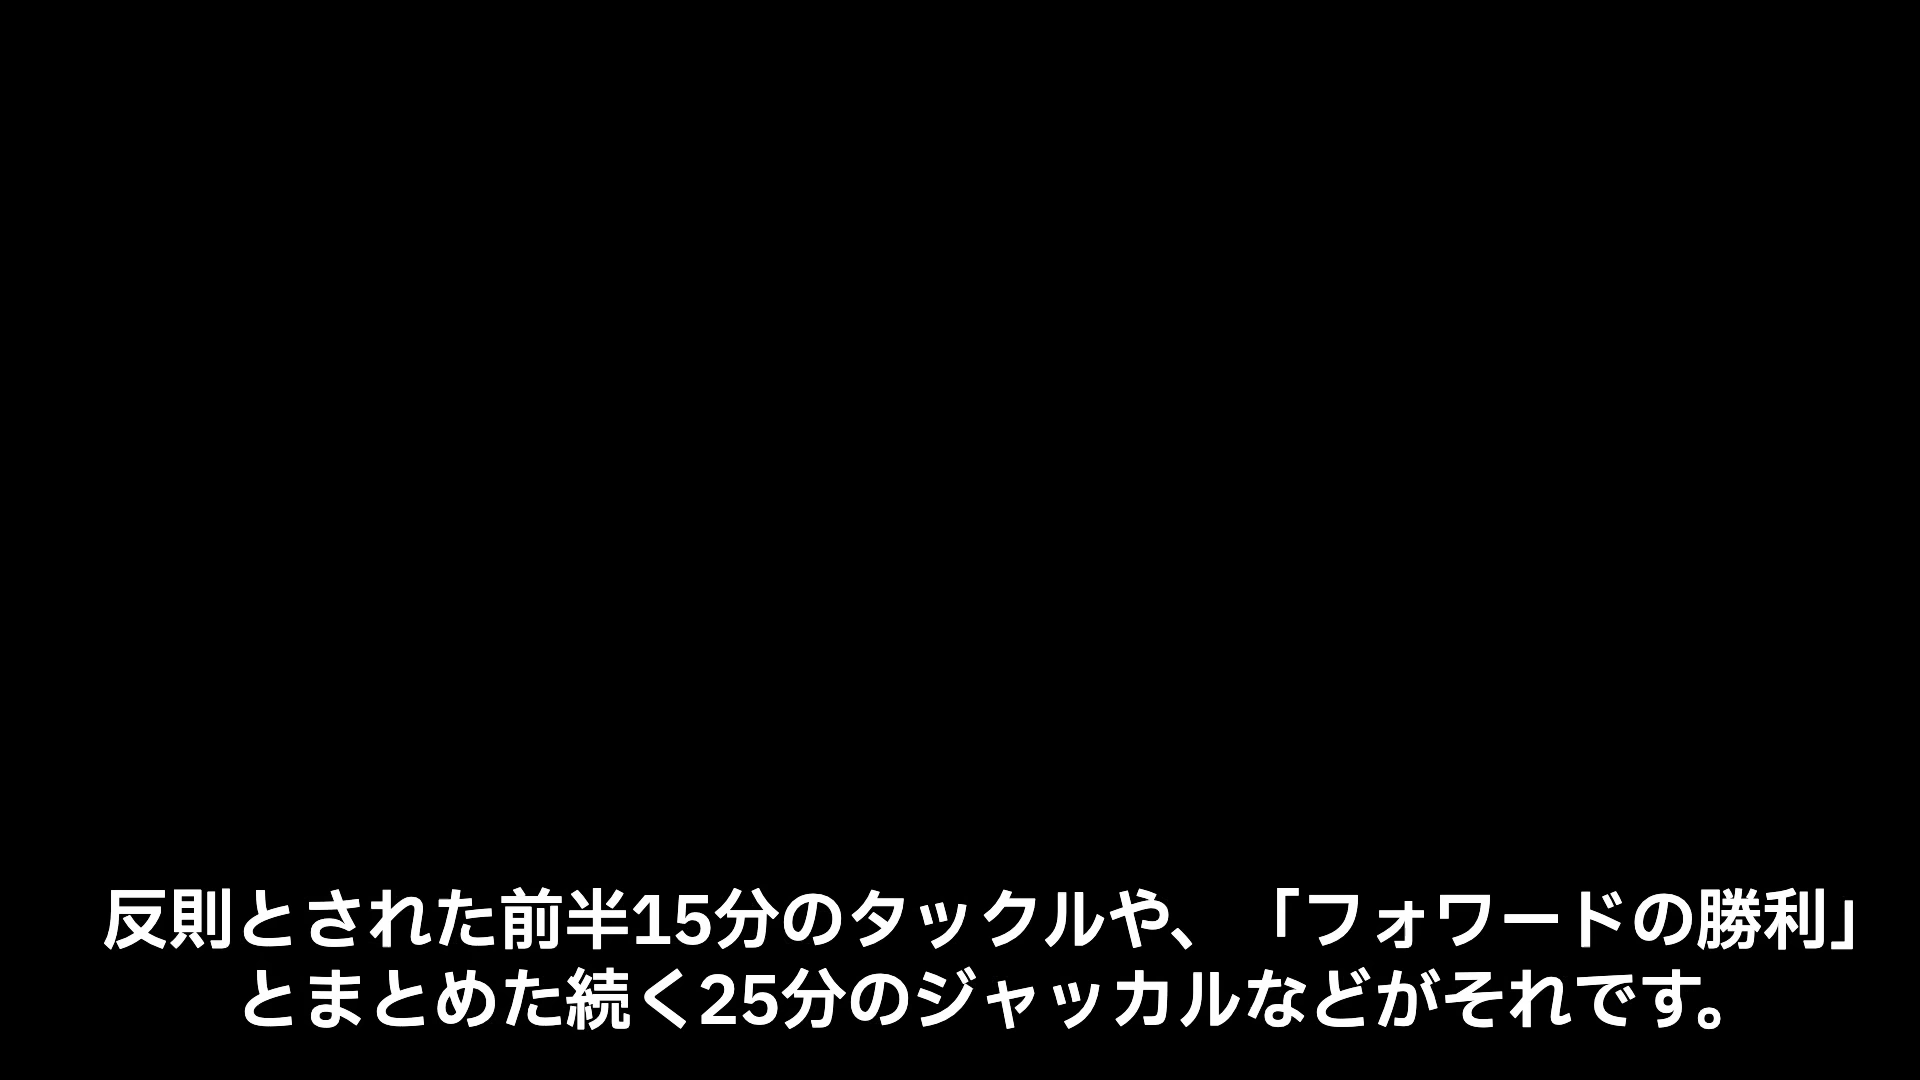 反則とされた前半15分のタックルや、「フォワードの勝利」
とまとめた続く25分のジャッカルなどがそれです。